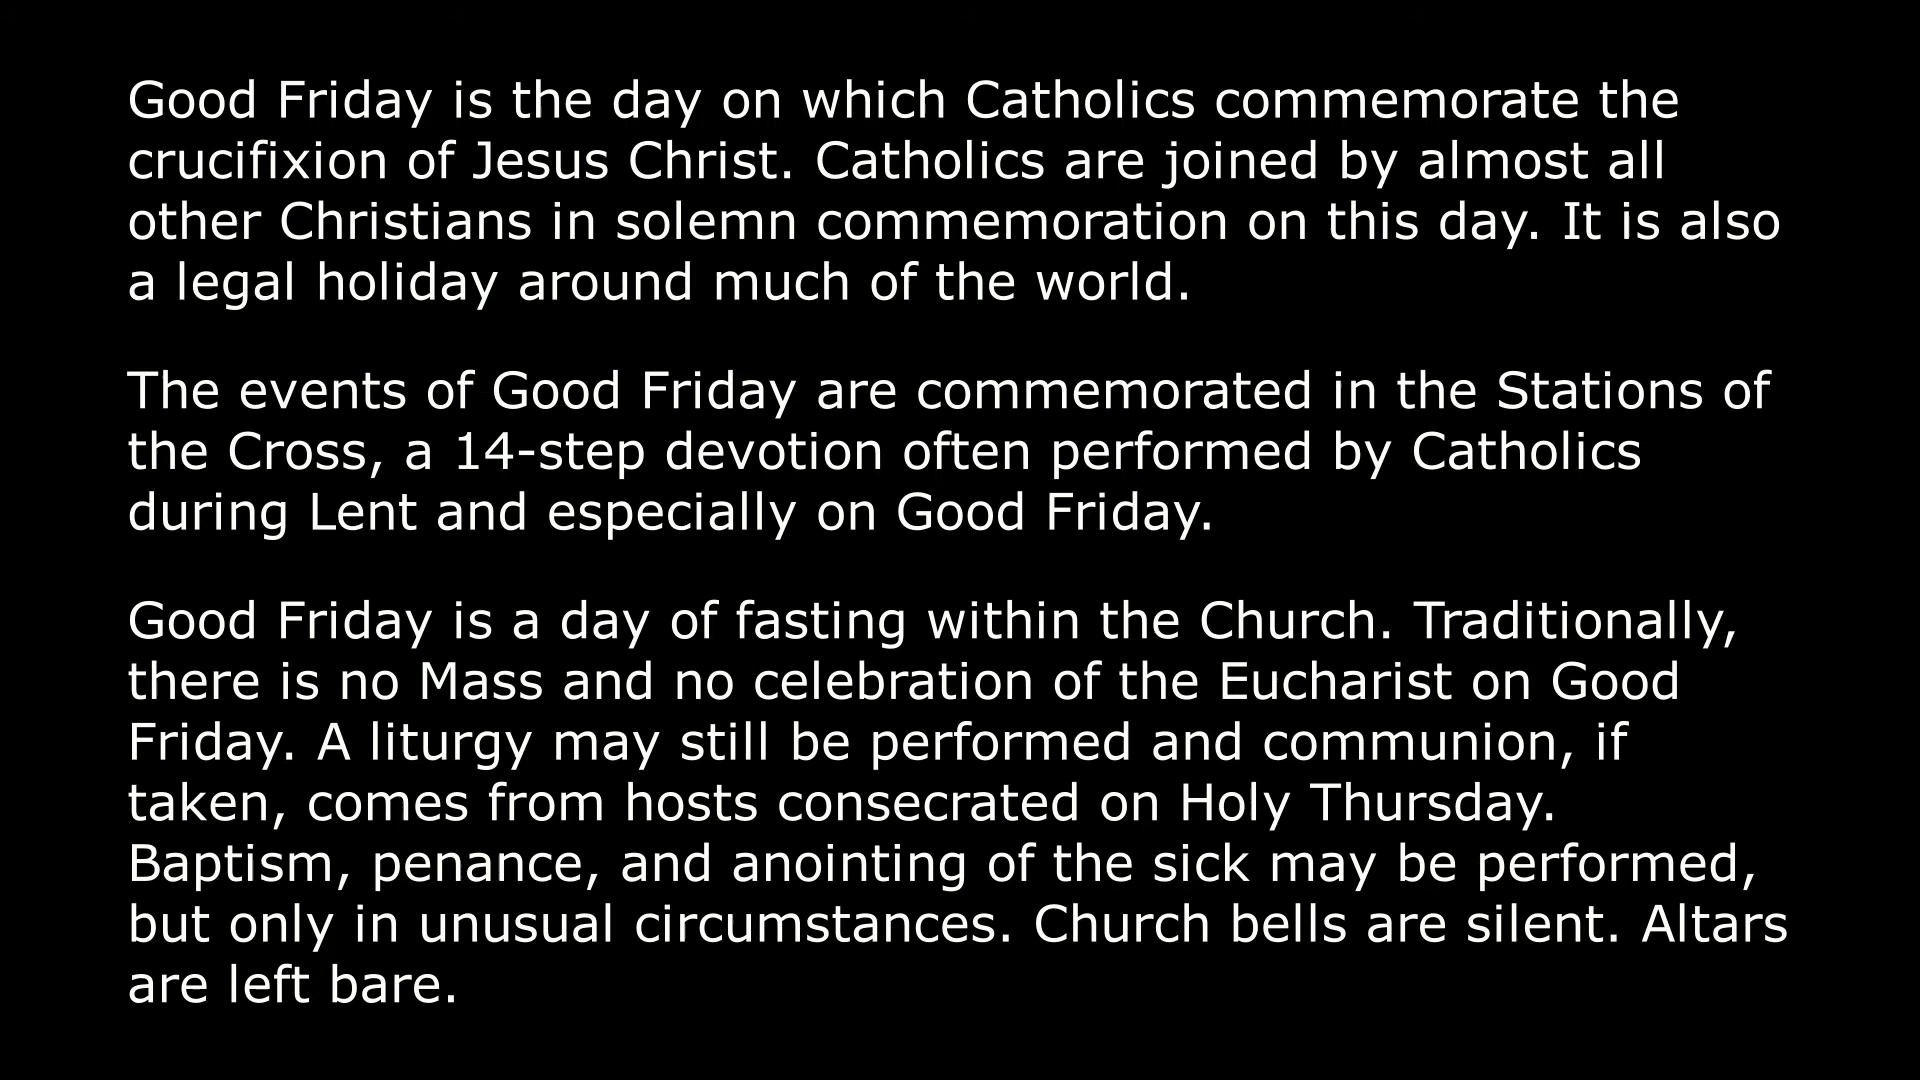 Good Friday is the day on which Catholics commemorate the
crucifixion of Jesus Christ. Catholics are joined by almost all
other Christians in solemn commemoration on this day. It is also
a legal holiday around much of the world.
The events of Good Friday are commemorated in the Stations of
the Cross, a 14-step devotion often performed by Catholics
during Lent and especially on Good Friday.
Good Friday is a day of fasting within the Church. Traditionally,
there is no Mass and no celebration of the Eucharist on Good
Friday. A liturgy may still be performed and communion, if
taken, comes from hosts consecrated on Holy Thursday.
Baptism, penance, and anointing of the sick may be performed,
but only in unusual circumstances. Church bells are silent. Altars
are left bare.